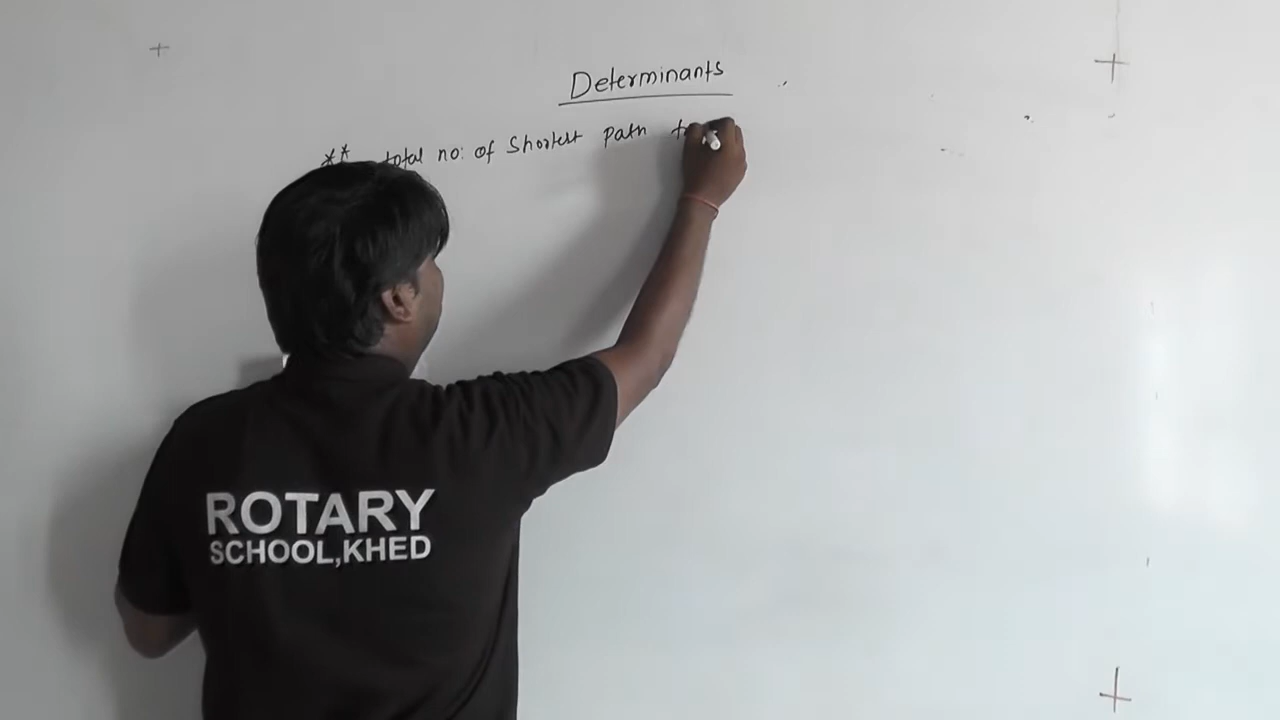 Determinants
** total no: of Shortest path
ROTARY
SCHOOL,KHED